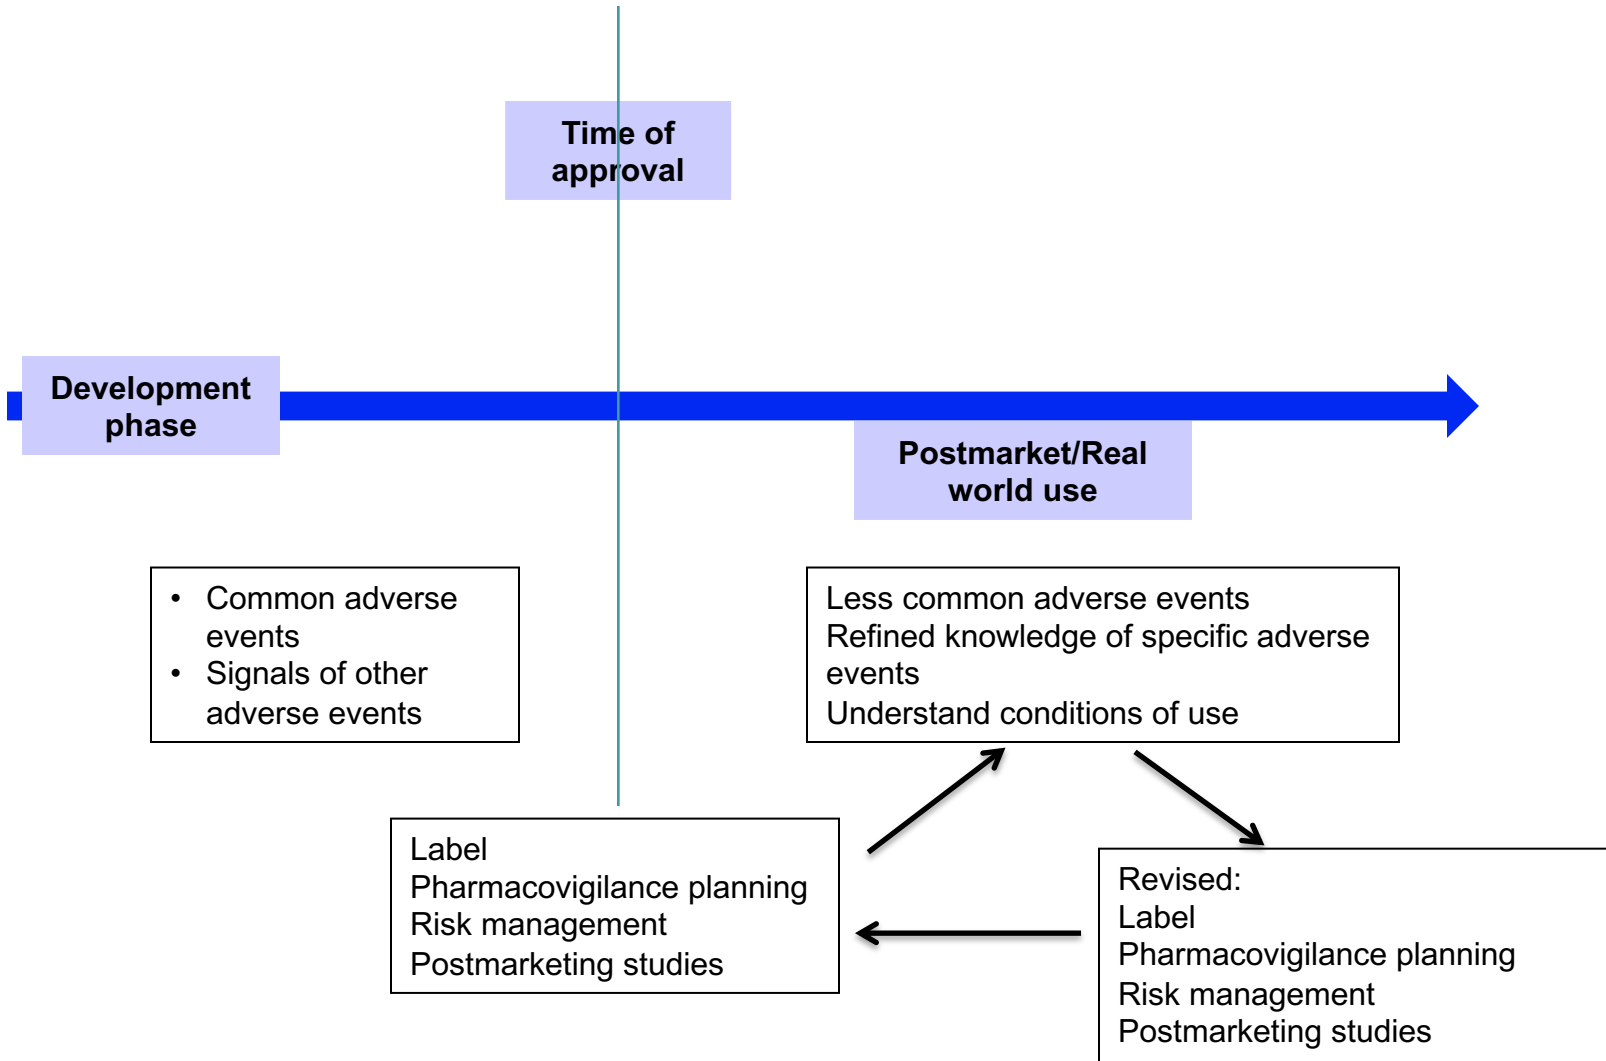 Time of
approval
Development
phase
Postmarket/Real
world use
• Common adverse
events
• Signals of other
adverse events
Less common adverse events
Refined knowledge of specific adverse
events
Understand conditions of use
Label
Pharmacovigilance planning
Risk management
Postmarketing studies
Revised:
Label
Pharmacovigilance planning
Risk management
Postmarketing studies